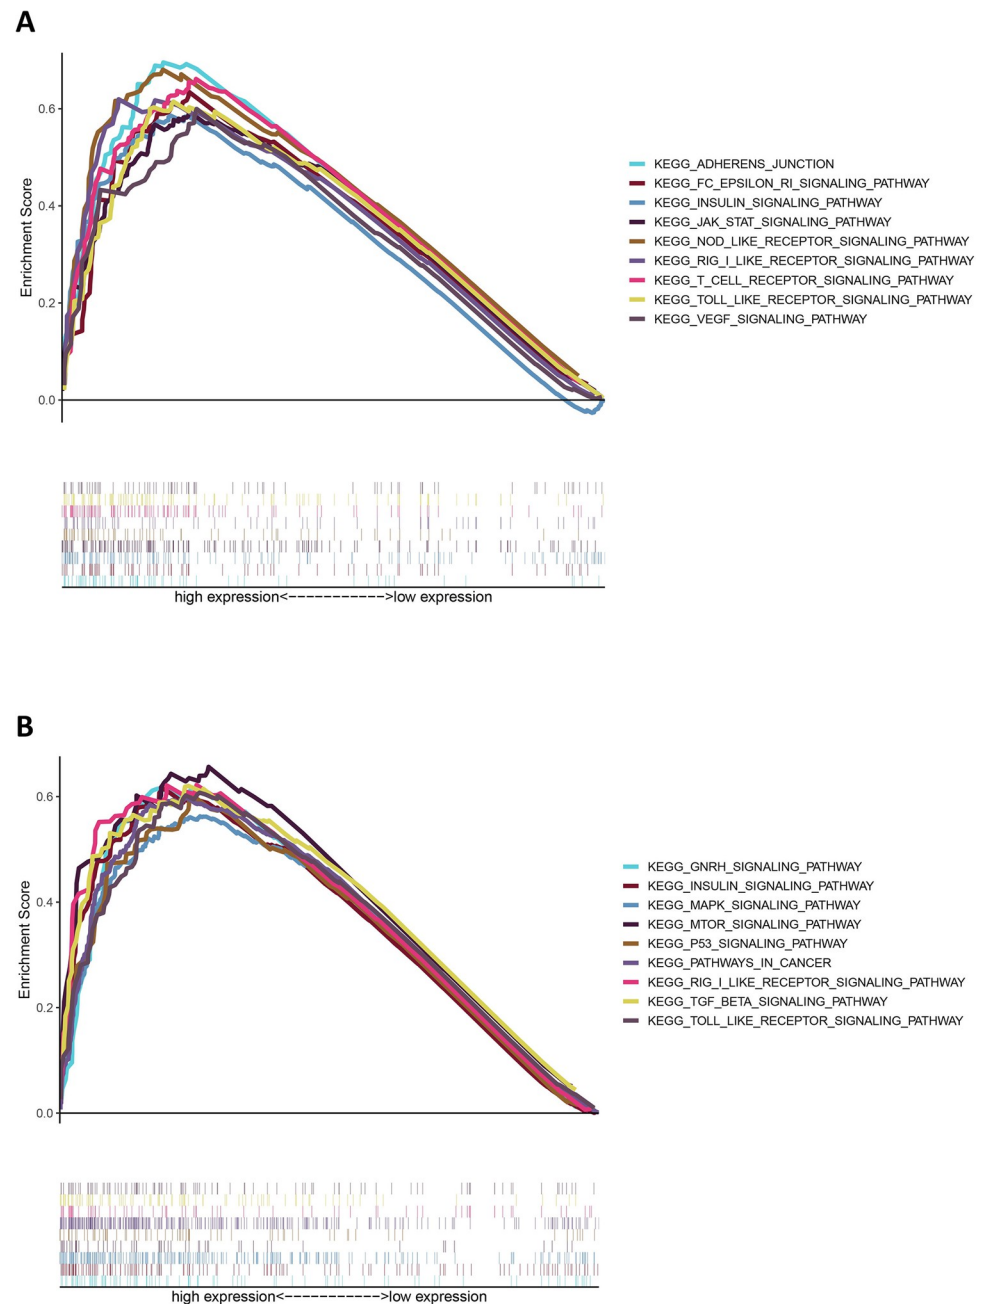 A
Enrichment Score
0.6
0.4
0.2
0.0
KEGG_ADHERENS_JUNCTION
KEGG_FC_EPSILON_RI_SIGNALING_PATHWAY
KEGG_INSULIN_SIGNALING_PATHWAY
KEGG_JAK_STAT_SIGNALING_PATHWAY
KEGG_NOD_LIKE_RECEPTOR_SIGNALING_PATHWAY
KEGG_RIG_I_LIKE_RECEPTOR_SIGNALING_PATHWAY
KEGG_T_CELL_RECEPTOR_SIGNALING_PATHWAY
KEGG_TOLL_LIKE_RECEPTOR_SIGNALING_PATHWAY
KEGG_VEGF_SIGNALING_PATHWAY
high expression<----------->low expression
B
Enrichment Score
0.6
0.4
0.2
0.0
KEGG_GNRH_SIGNALING_PATHWAY
KEGG_INSULIN_SIGNALING_PATHWAY
KEGG_MAPK_SIGNALING_PATHWAY
KEGG_MTOR_SIGNALING_PATHWAY
KEGG_P53_SIGNALING_PATHWAY
KEGG_PATHWAYS_IN_CANCER
KEGG_RIG_I_LIKE_RECEPTOR_SIGNALING_PATHWAY
KEGG_TGF_BETA_SIGNALING_PATHWAY
KEGG_TOLL_LIKE_RECEPTOR_SIGNALING_PATHWAY
high expression<----------->low expression